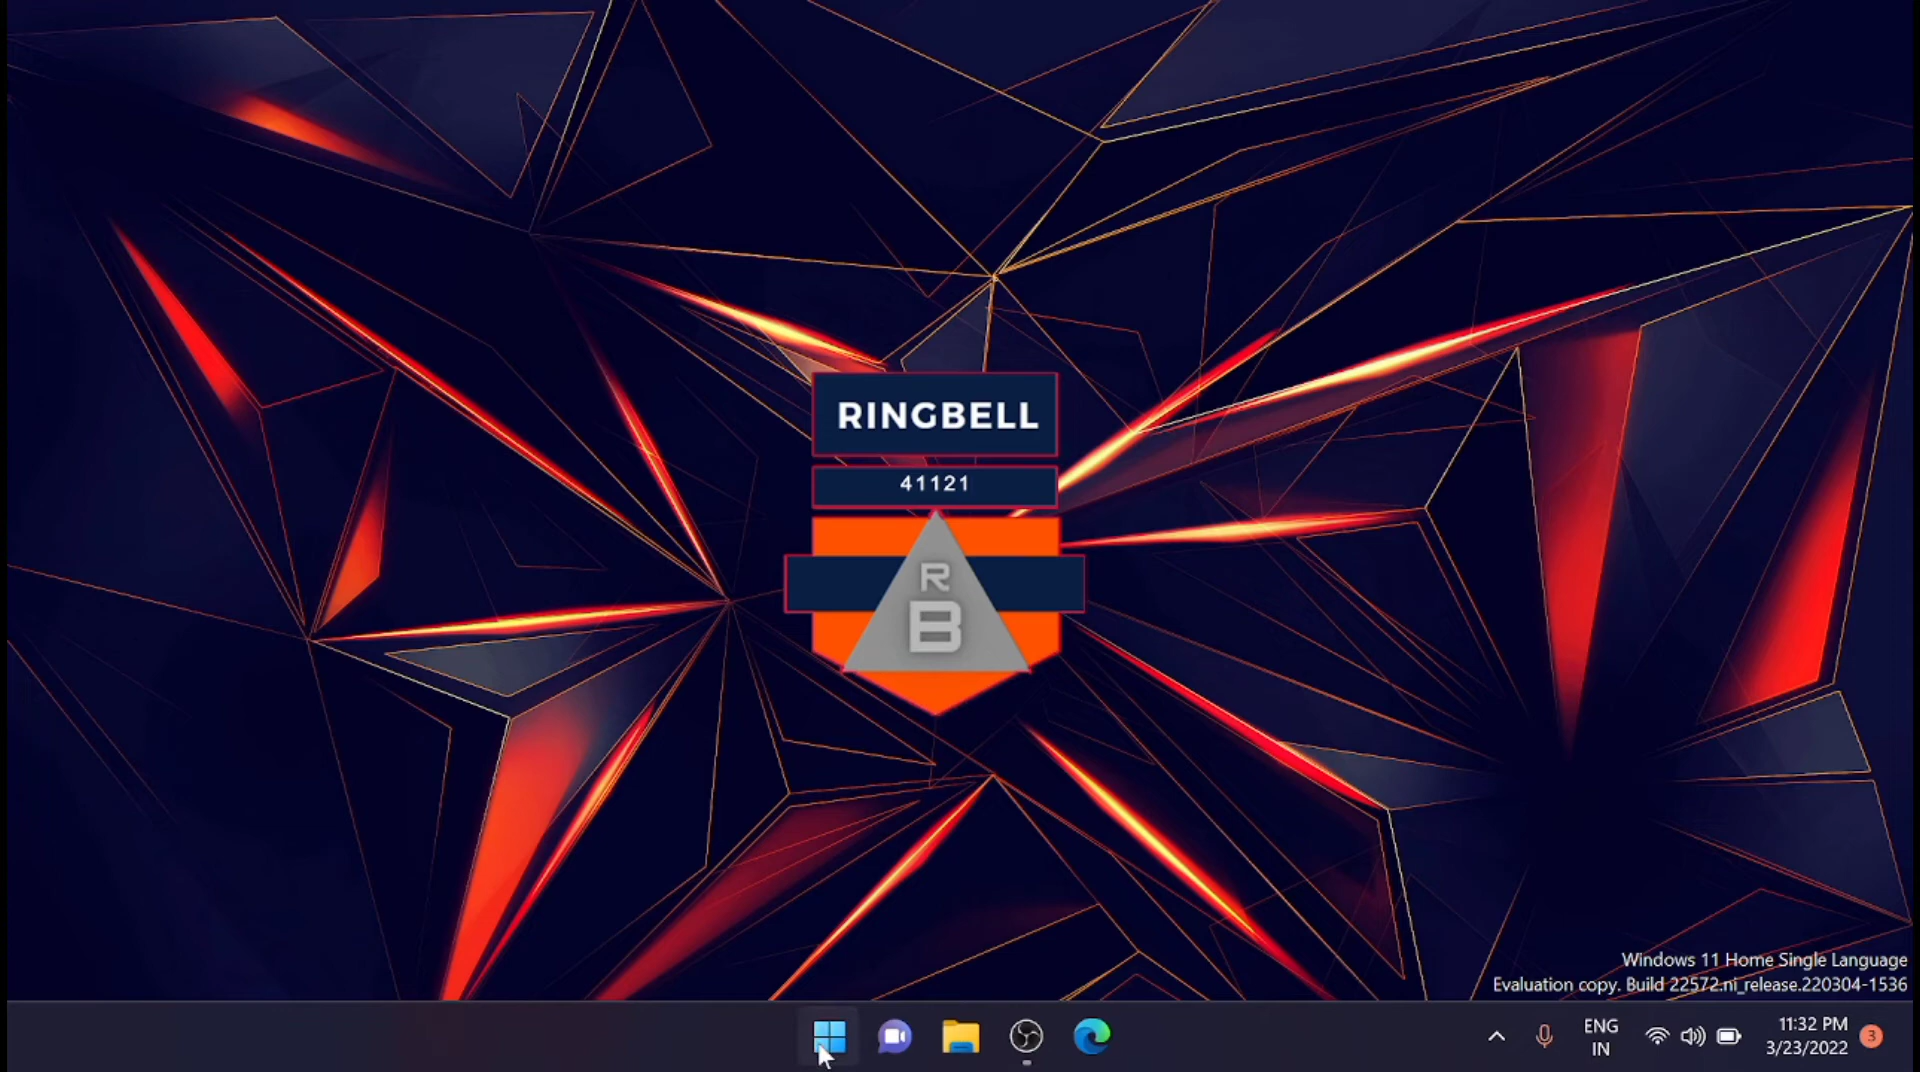 RINGBELL
41121
R
B
Windows 11 Home Single Language
Evaluation copy. Build 22572.ni_release.220304-1536
ENG
IN
11:32 PM
3/23/2022
3